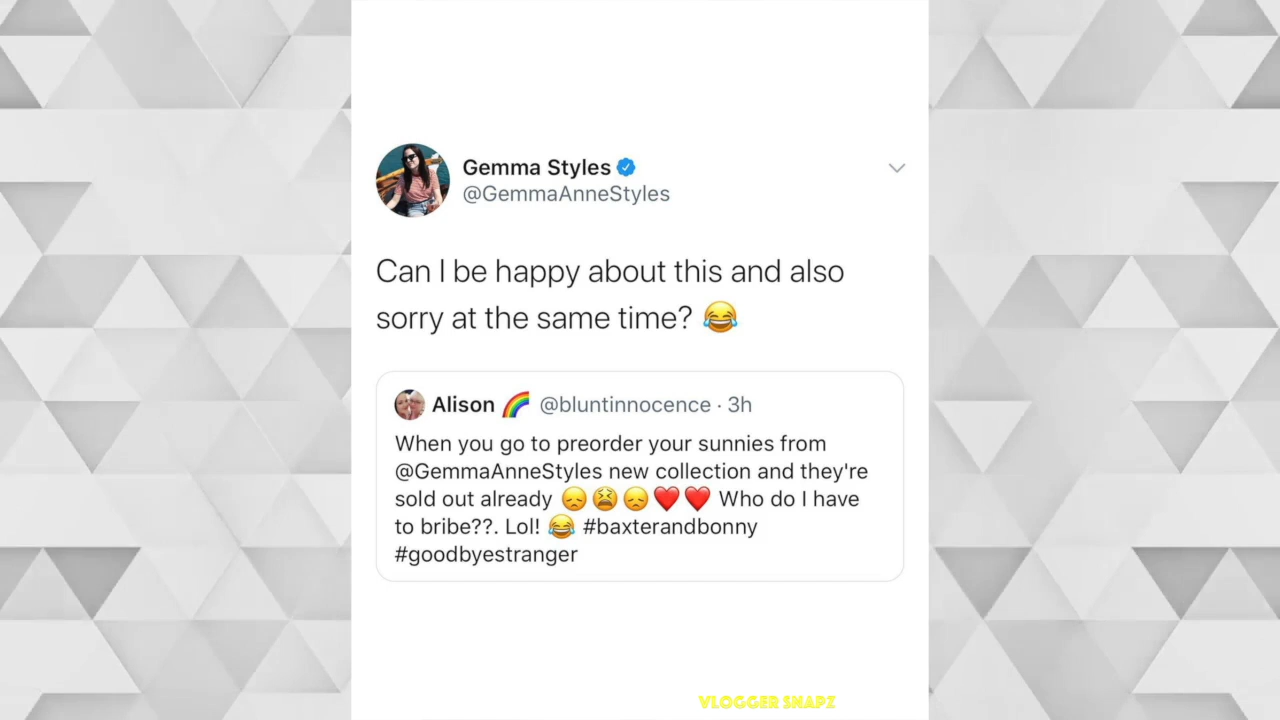 Gemma Styles
@GemmaAnneStyles
Can I be happy about this and also
sorry at the same time? 😂
Alison 🌈 @bluntinnocence · 3h
When you go to preorder your sunnies from
@GemmaAnneStyles new collection and they're
sold out already 😞😫😞❤️❤️ Who do I have
to bribe??. Lol! 😂 #baxterandbonny
#goodbyestranger
VLOGGER SNAPZ